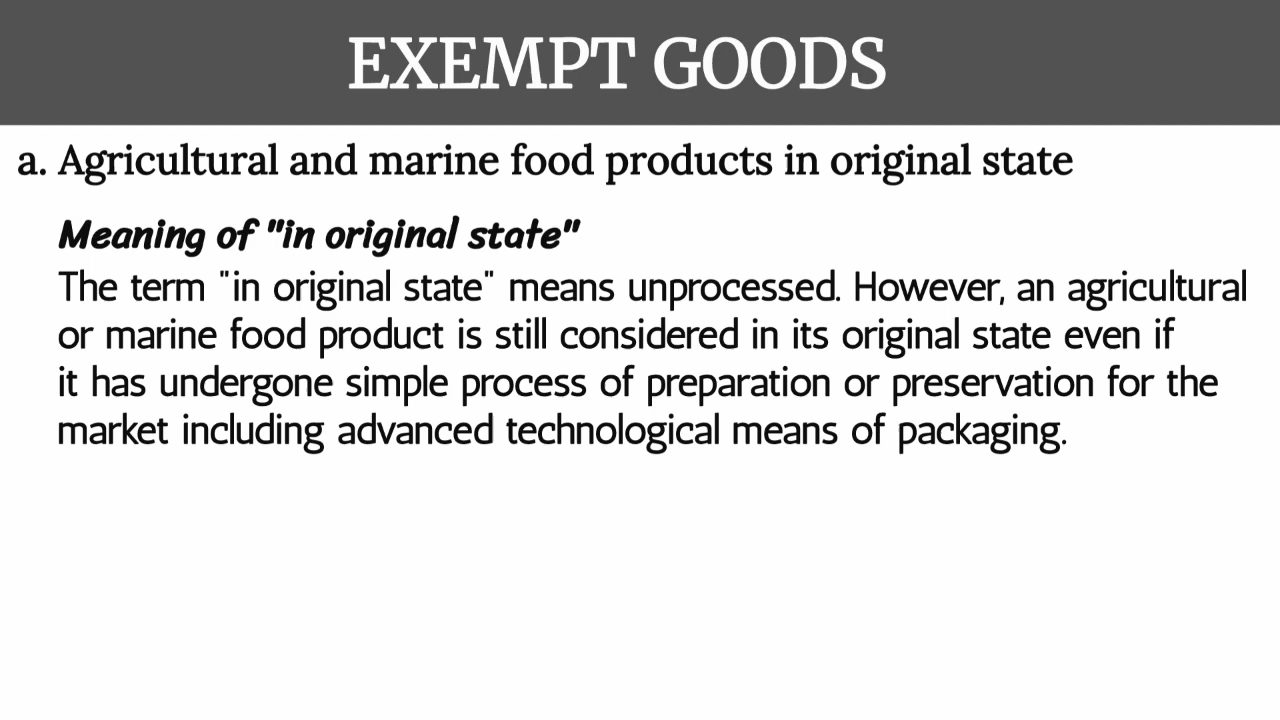 EXEMPT GOODS
a. Agricultural and marine food products in original state
Meaning of "in original state"
The term "in original state" means unprocessed. However, an agricultural
or marine food product is still considered in its original state even if
it has undergone simple process of preparation or preservation for the
market including advanced technological means of packaging.